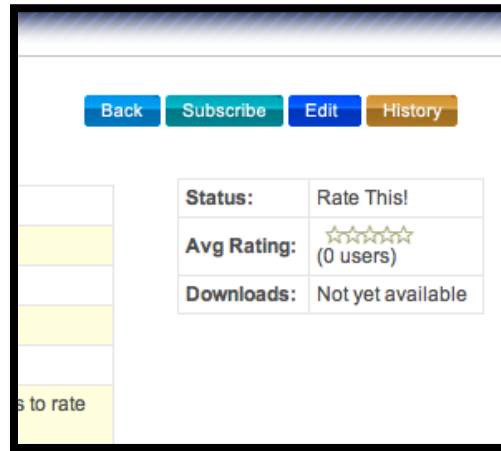 Back Subscribe Edit History
Status: Rate This!
Avg Rating: (0 users)
Downloads: Not yet available
s to rate